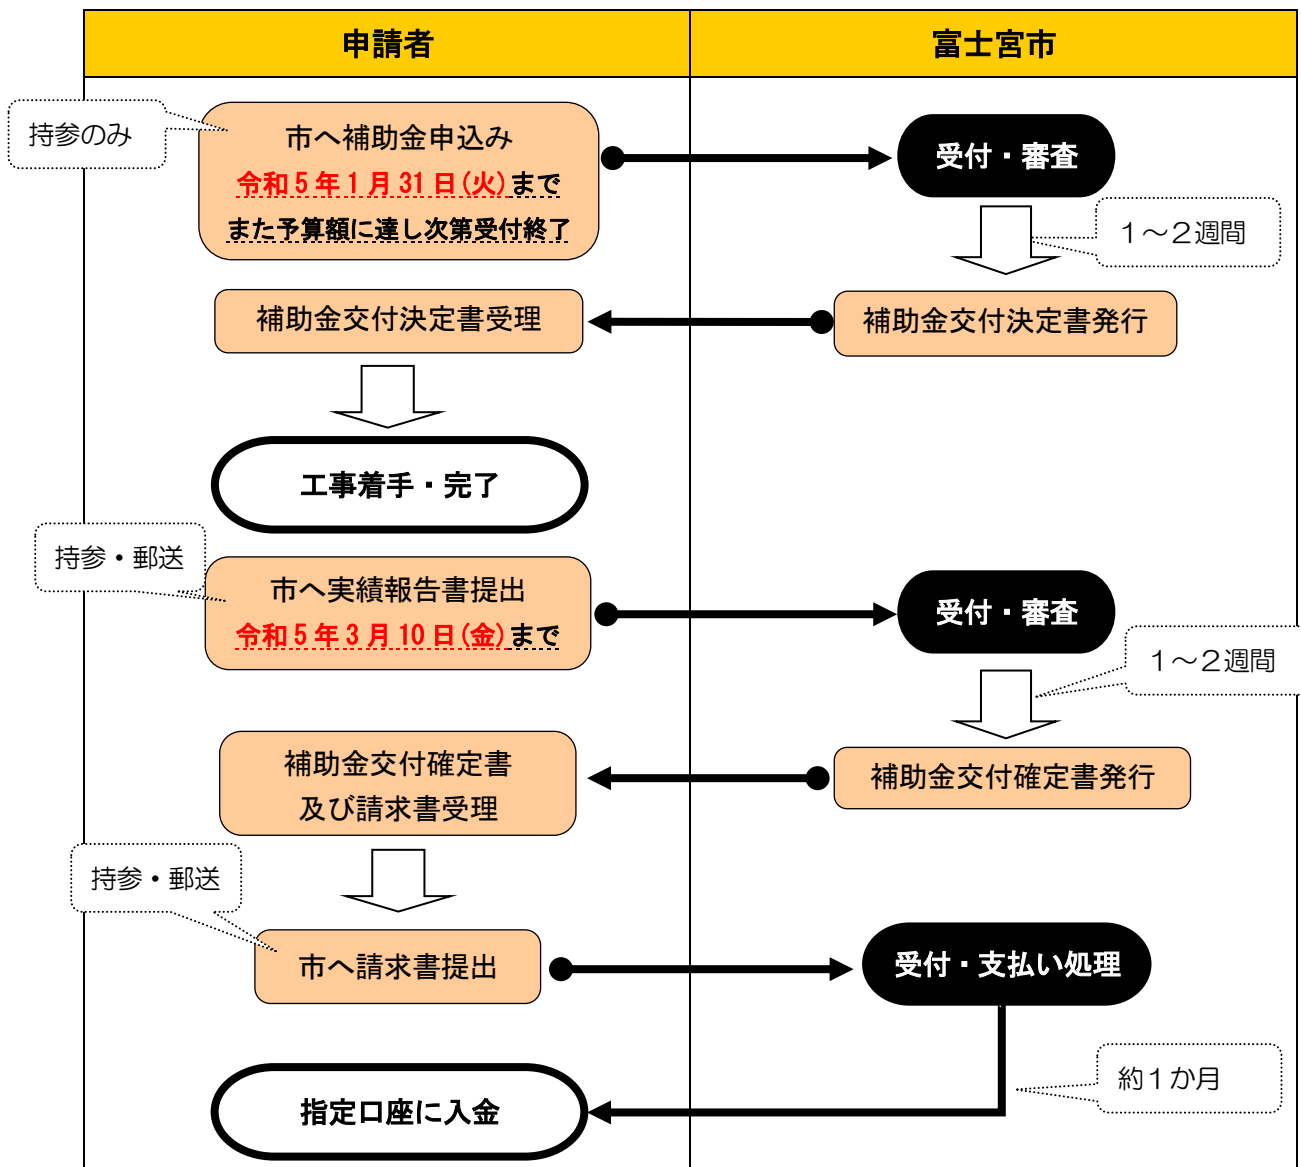 申請者
富士宮市
持参のみ
市へ補助金申込み
令和5年1月31日(火)まで
また予算額に達し次第受付終了
受付・審査
1～2週間
補助金交付決定書受理
補助金交付決定書発行
工事着手・完了
持参・郵送
市へ実績報告書提出
令和5年3月10日(金)まで
受付・審査
1～2週間
補助金交付確定書
及び請求書受理
補助金交付確定書発行
持参・郵送
市へ請求書提出
受付・支払い処理
約1か月
指定口座に入金